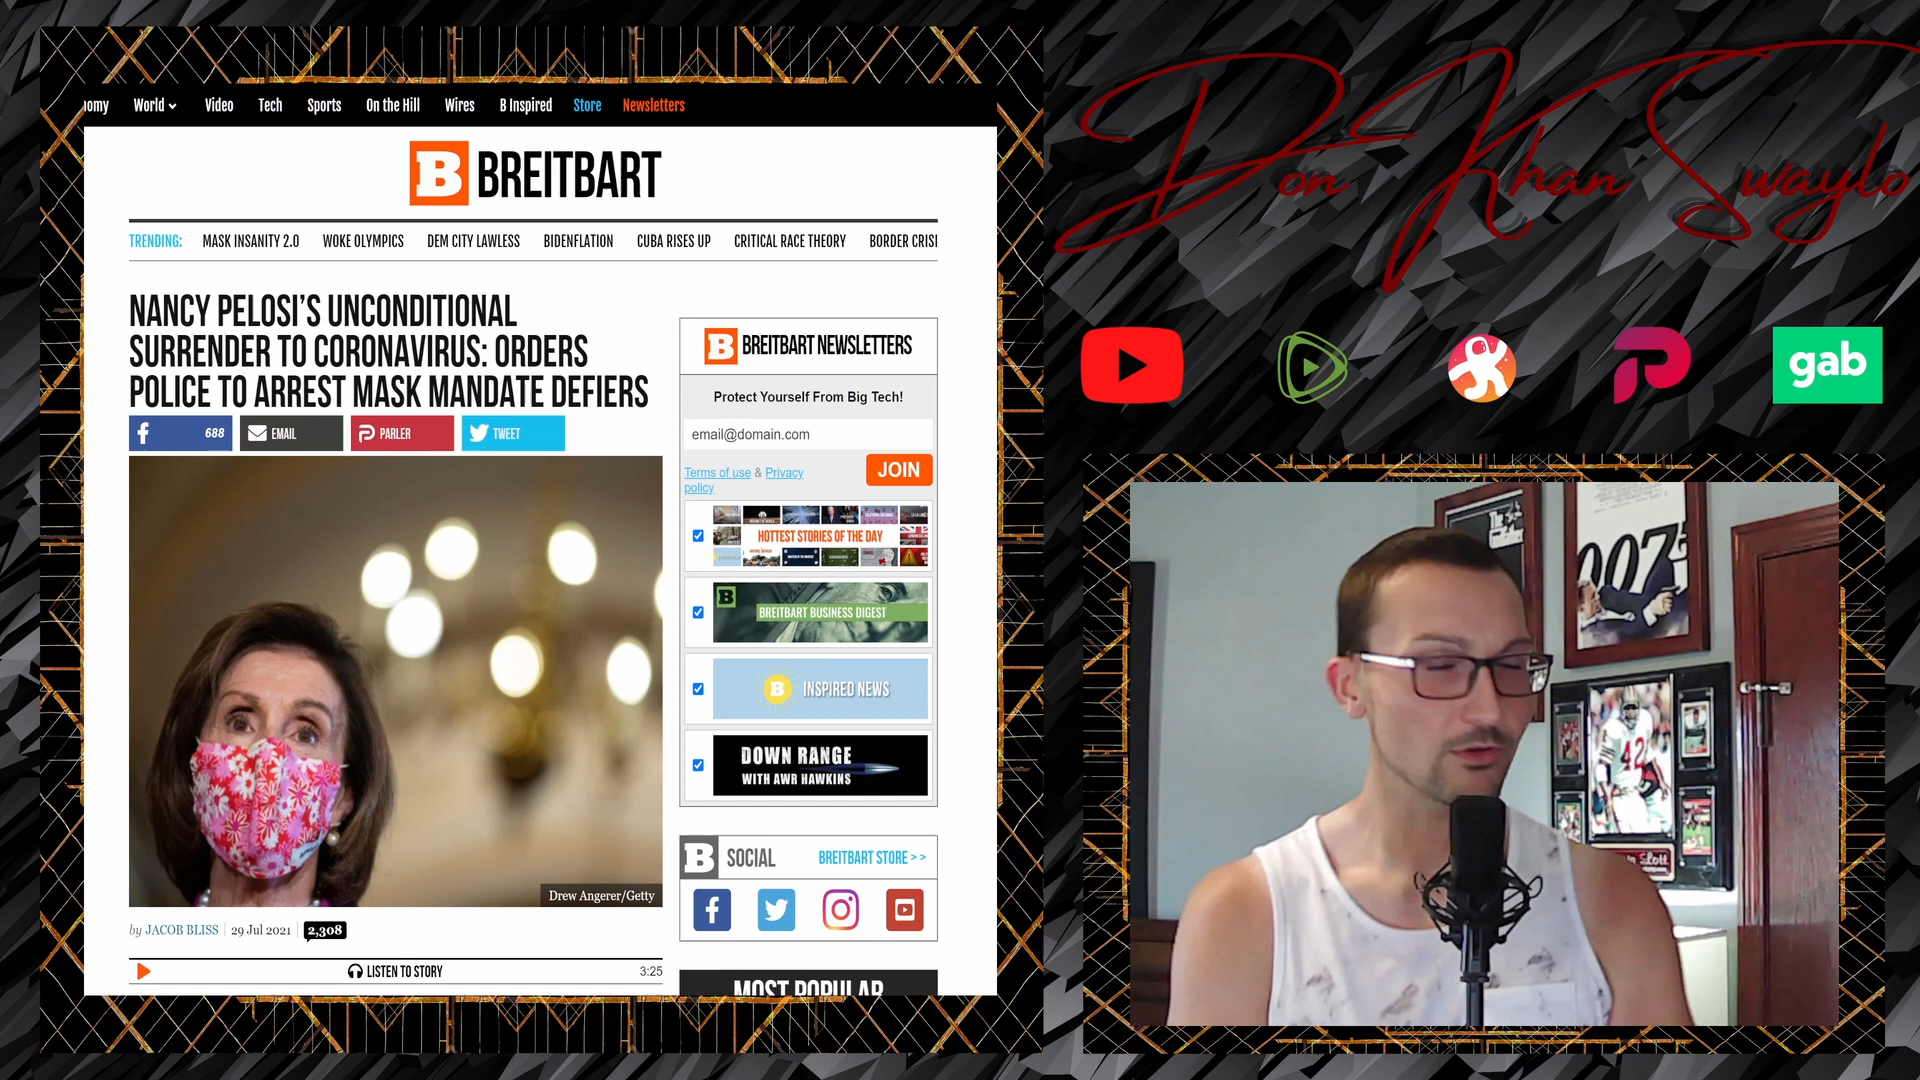 omy World Video Tech Sports On the Hill Wires B Inspired Store Newsletters
B BREITBART
TRENDING: MASK INSANITY 2.0 WOKE OLYMPICS DEM CITY LAWLESS BIDENFLATION CUBA RISES UP CRITICAL RACE THEORY BORDER CRISI
NANCY PELOSI'S UNCONDITIONAL
SURRENDER TO CORONAVIRUS: ORDERS
POLICE TO ARREST MASK MANDATE DEFIERS
688 EMAIL PARLER TWEET
Drew Angerer/Getty
by JACOB BLISS 29 Jul 2021 2,308
LISTEN TO STORY 3:25
B BREITBART NEWSLETTERS
Protect Yourself From Big Tech!
email@domain.com
Terms of use & Privacy
policy
JOIN
HOTTEST STORIES OF THE DAY
B
BREITBART BUSINESS DIGEST
B INSPIRED NEWS
DOWN RANGE
WITH AWR HAWKINS
B SOCIAL BREITBART STORE > >
MOST POPULAR
Don Khan Swaylo
gab
The
007
42
Slott